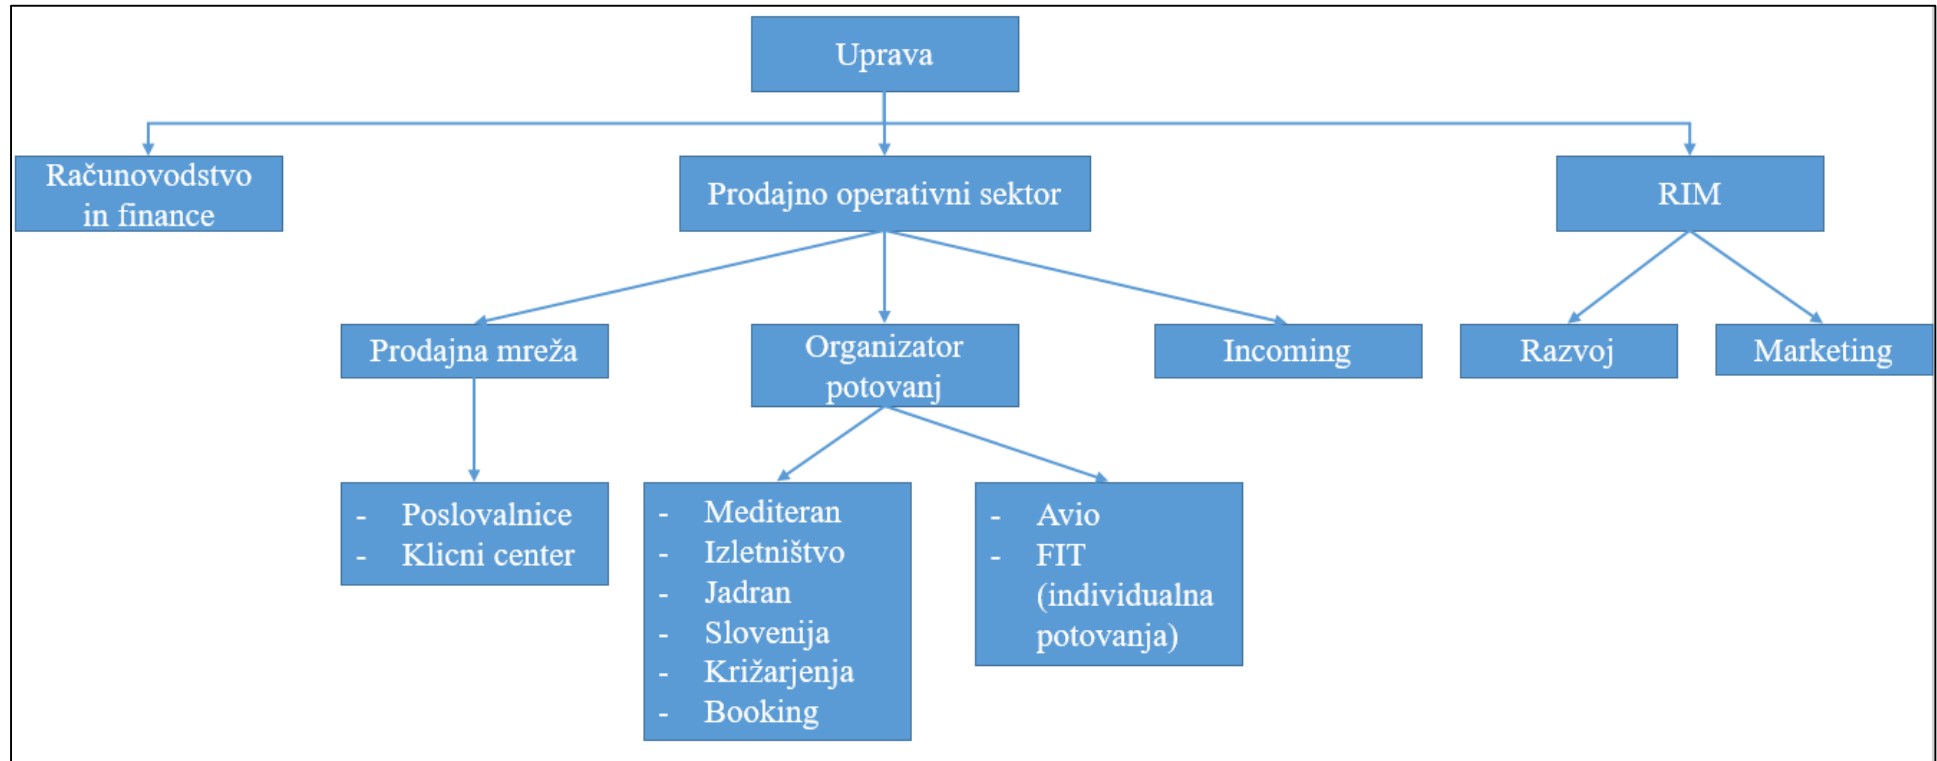 Uprava
Računovodstvo
in finance
Prodajno operativni sektor
RIM
Prodajna mreža
Organizator
potovanj
Incoming
Razvoj
Marketing
- Poslovalnice
- Klicni center
- Mediteran
- Izletništvo
- Jadran
- Slovenija
- Križarjenja
- Booking
- Avio
- FIT
(individualna
potovanja)